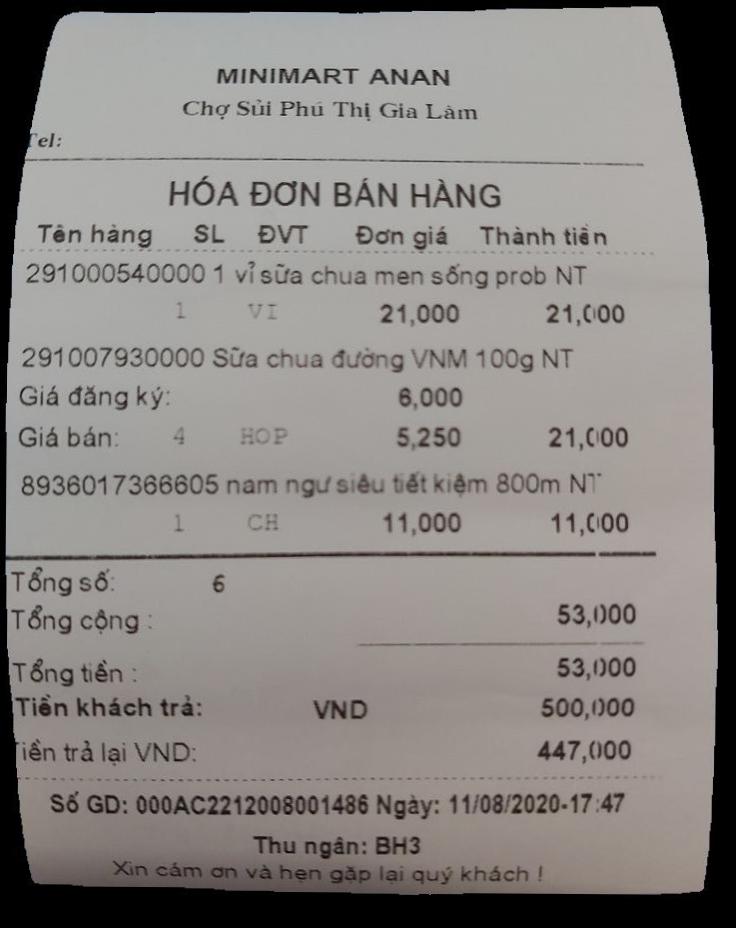 MINIMART ANAN
Chợ Sủi Phú Thị Gia Lâm
Tel:
HÓA ĐƠN BÁN HÀNG
Tên hàng SL ĐVT Đơn giá Thành tiền
291000540000 1 vỉ sữa chua men sống prob NT
1 VI 21,000 21,000
291007930000 Sữa chua đường VNM 100g NT
Giá đăng ký: 6,000
Giá bán: 4 HOP 5,250 21,000
8936017366605 nam ngư siêu tiết kiệm 800m NT
1 CH 11,000 11,000
Tổng số: 6
Tổng cộng : 53,000
Tổng tiền : 53,000
Tiền khách trả: VND 500,000
Tiền trả lại VND: 447,000
Số GD: 000AC2212008001486 Ngày: 11/08/2020-17:47
Thu ngân: BH3
Xin cám ơn và hẹn gặp lại quý khách !